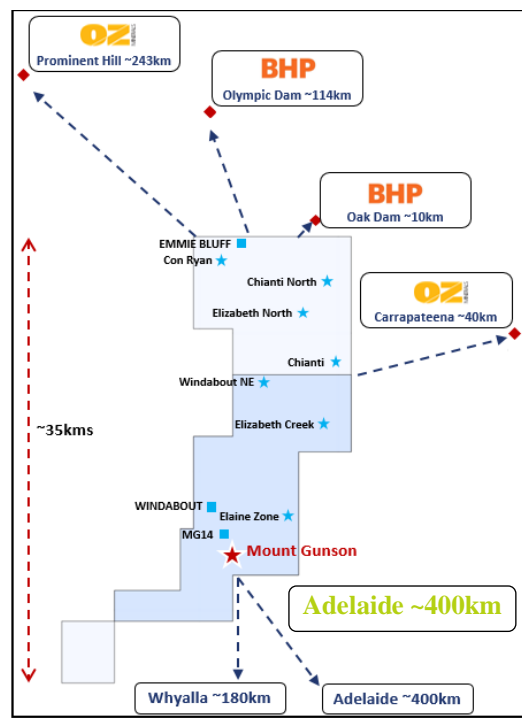 OZ MINERALS
Prominent Hill ~243km
BHP
Olympic Dam ~114km
BHP
Oak Dam ~10km
EMMIE BLUFF
Con Ryan
Chianti North
OZ MINERALS
Carrapateena ~40km
Elizabeth North
Chianti
Windabout NE
~35kms
Elizabeth Creek
WINDABOUT
Elaine Zone
MG14
Mount Gunson
Adelaide ~400km
Whyalla ~180km
Adelaide ~400km